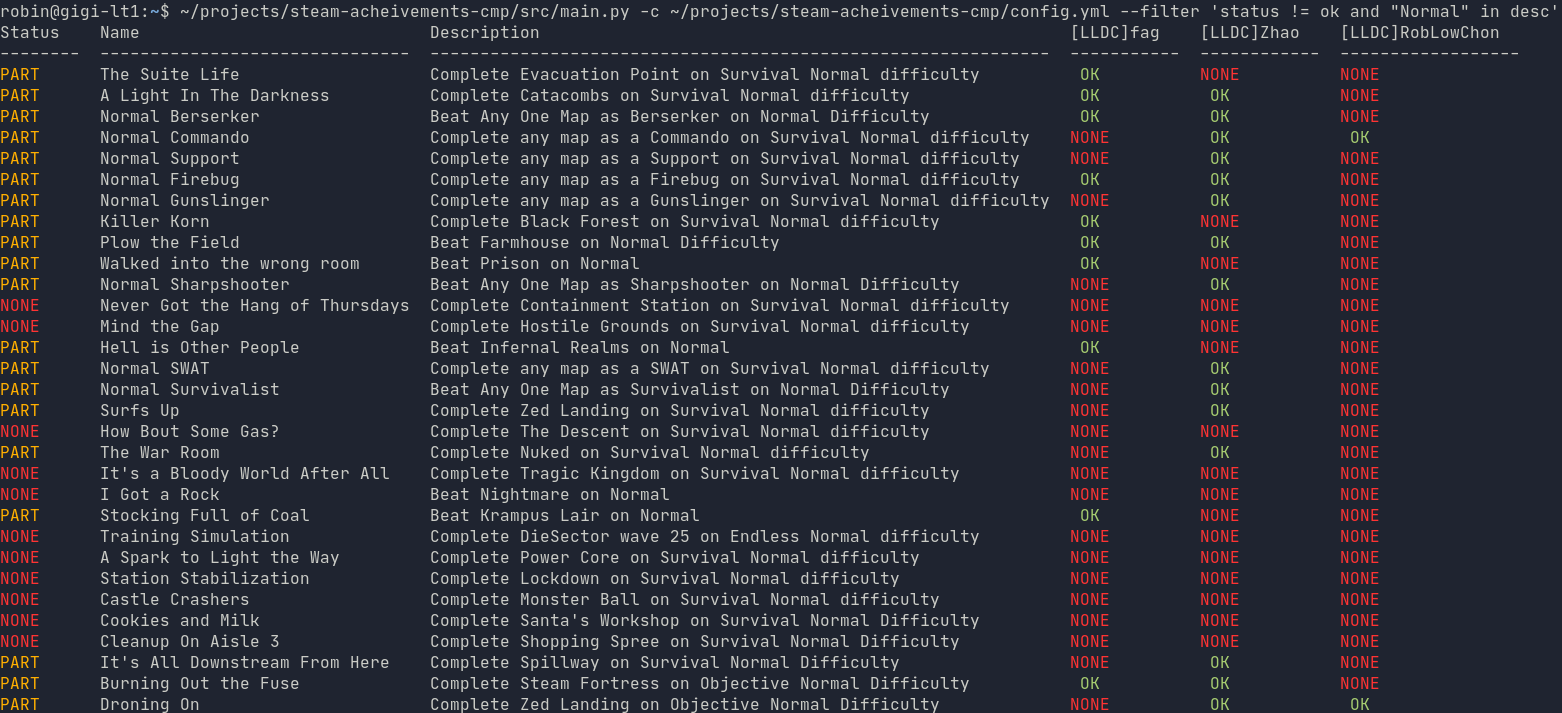 robin@gigi-lt1:~$ ~/projects/steam-acheivements-cmp/src/main.py -c ~/projects/steam-acheivements-cmp/config.yml --filter 'status != ok and "Normal" in desc'
Status Name Description [LLDC]fag [LLDC]Zhao [LLDC]RobLowChon
-------- ------------------------------- -------------------------------------------------------------- ----------- ------------ ------------------
PART The Suite Life Complete Evacuation Point on Survival Normal difficulty OK NONE NONE
PART A Light In The Darkness Complete Catacombs on Survival Normal difficulty OK OK NONE
PART Normal Berserker Beat Any One Map as Berserker on Normal Difficulty OK OK NONE
PART Normal Commando Complete any map as a Commando on Survival Normal difficulty NONE OK OK
PART Normal Support Complete any map as a Support on Survival Normal difficulty NONE OK NONE
PART Normal Firebug Complete any map as a Firebug on Survival Normal difficulty OK OK NONE
PART Normal Gunslinger Complete any map as a Gunslinger on Survival Normal difficulty NONE OK NONE
PART Killer Korn Complete Black Forest on Survival Normal difficulty OK NONE NONE
PART Plow the Field Beat Farmhouse on Normal Difficulty OK OK NONE
PART Walked into the wrong room Beat Prison on Normal OK NONE NONE
PART Normal Sharpshooter Beat Any One Map as Sharpshooter on Normal Difficulty NONE OK NONE
NONE Never Got the Hang of Thursdays Complete Containment Station on Survival Normal difficulty NONE NONE NONE
NONE Mind the Gap Complete Hostile Grounds on Survival Normal difficulty NONE NONE NONE
PART Hell is Other People Beat Infernal Realms on Normal OK NONE NONE
PART Normal SWAT Complete any map as a SWAT on Survival Normal difficulty NONE OK NONE
PART Normal Survivalist Beat Any One Map as Survivalist on Normal Difficulty NONE OK NONE
PART Surfs Up Complete Zed Landing on Survival Normal difficulty NONE OK NONE
NONE How Bout Some Gas? Complete The Descent on Survival Normal difficulty NONE NONE NONE
PART The War Room Complete Nuked on Survival Normal difficulty NONE OK NONE
NONE It's a Bloody World After All Complete Tragic Kingdom on Survival Normal difficulty NONE NONE NONE
NONE I Got a Rock Beat Nightmare on Normal NONE NONE NONE
PART Stocking Full of Coal Beat Krampus Lair on Normal OK NONE NONE
NONE Training Simulation Complete DieSector wave 25 on Endless Normal difficulty NONE NONE NONE
NONE A Spark to Light the Way Complete Power Core on Survival Normal difficulty NONE NONE NONE
NONE Station Stabilization Complete Lockdown on Survival Normal difficulty NONE NONE NONE
NONE Castle Crashers Complete Monster Ball on Survival Normal difficulty NONE NONE NONE
NONE Cookies and Milk Complete Santa's Workshop on Survival Normal Difficulty NONE NONE NONE
NONE Cleanup On Aisle 3 Complete Shopping Spree on Survival Normal Difficulty NONE NONE NONE
PART It's All Downstream From Here Complete Spillway on Survival Normal Difficulty NONE OK NONE
PART Burning Out the Fuse Complete Steam Fortress on Objective Normal Difficulty OK OK NONE
PART Droning On Complete Zed Landing on Objective Normal Difficulty NONE OK OK